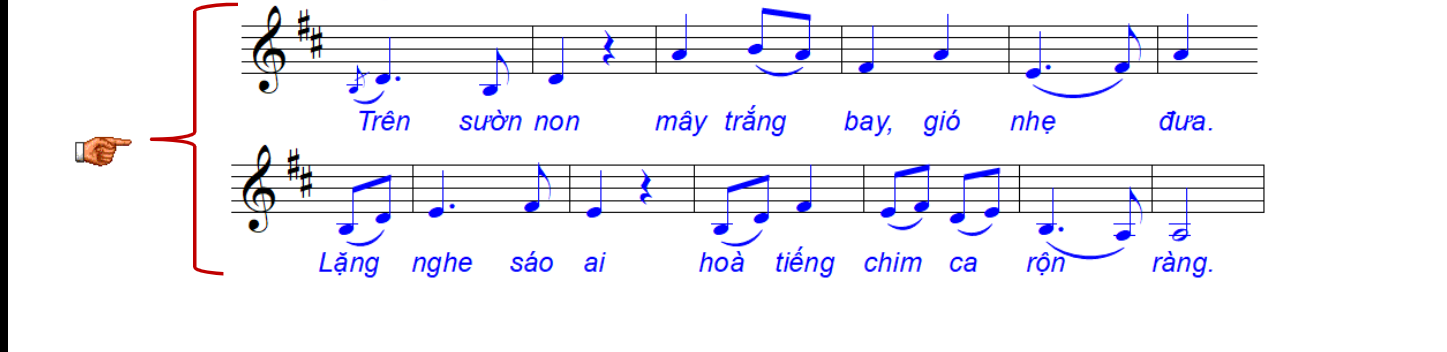 Trên sườn non mây trắng bay, gió nhẹ đưa.
Lặng nghe sáo ai hoà tiếng chim ca rộn ràng.